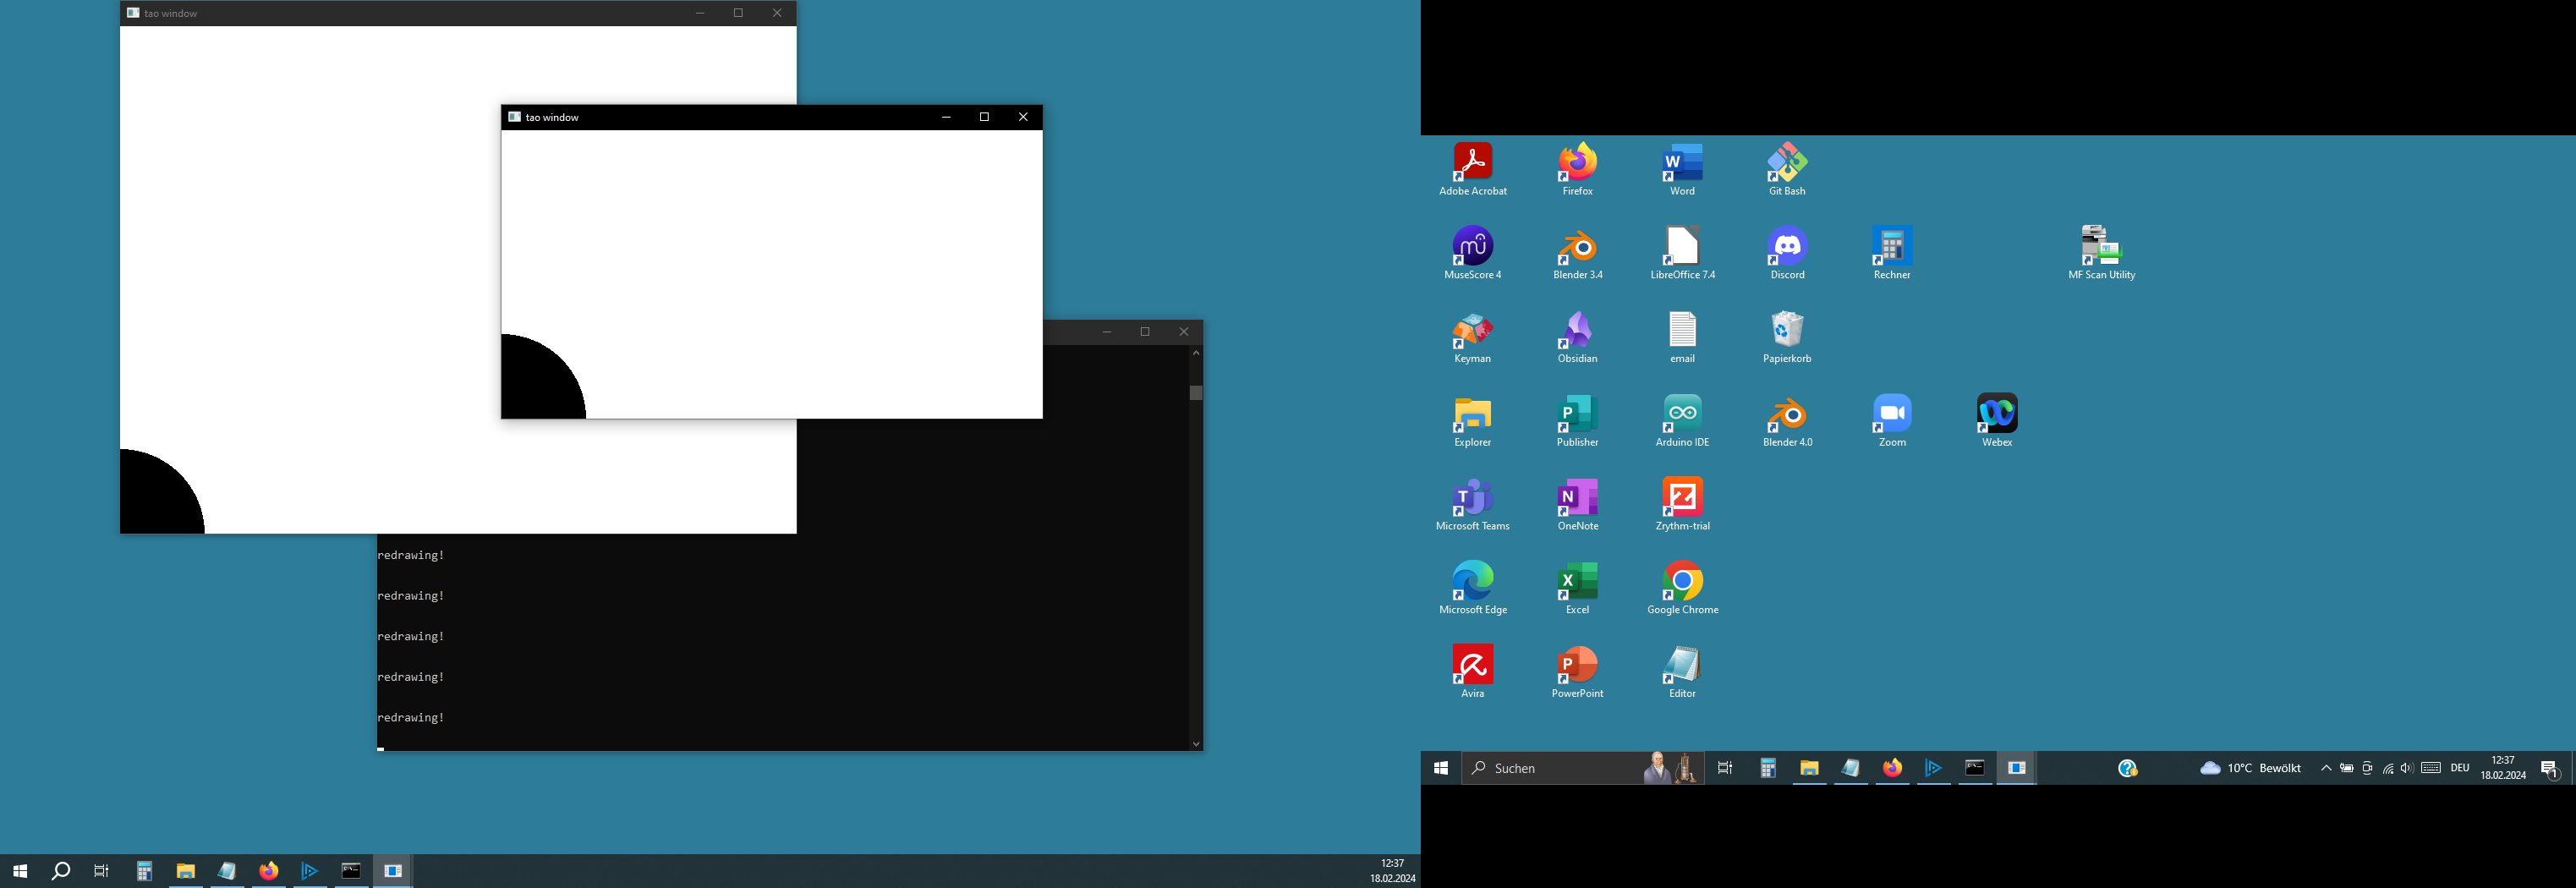 tao window
tao window
redrawing!
redrawing!
redrawing!
redrawing!
redrawing!
12:37
18.02.2024
Adobe Acrobat
Firefox
Word
Git Bash
MuseScore 4
Blender 3.4
LibreOffice 7.4
Discord
Rechner
MF Scan Utility
Keyman
Obsidian
email
Papierkorb
Explorer
Publisher
Arduino IDE
Blender 4.0
Zoom
Webex
Microsoft Teams
OneNote
Zrythm-trial
Microsoft Edge
Excel
Google Chrome
Avira
PowerPoint
Editor
Suchen
10°C Bewölkt
DEU
12:37
18.02.2024
1